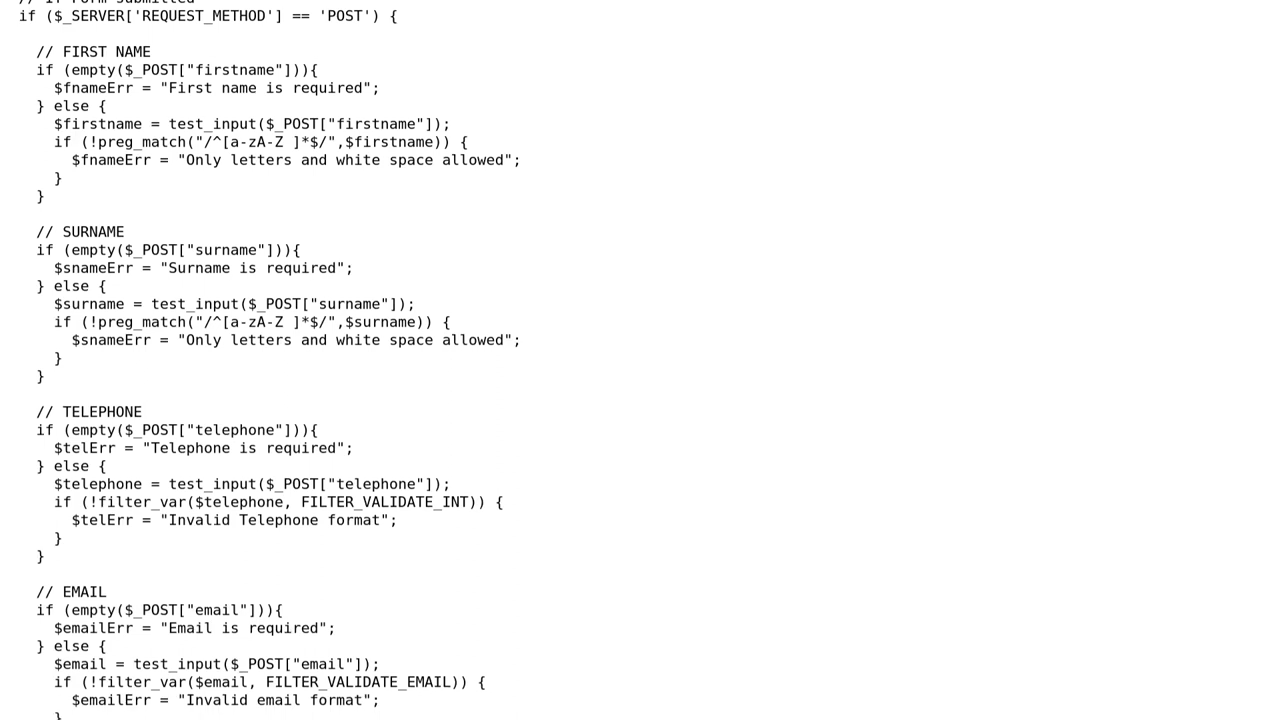 // If Form Submitted
if ($_SERVER['REQUEST_METHOD'] == 'POST') {
// FIRST NAME
if (empty($_POST["firstname"])){
$fnameErr = "First name is required";
} else {
$firstname = test_input($_POST["firstname"]);
if (!preg_match("/^[a-zA-Z ]*$/",$firstname)) {
$fnameErr = "Only letters and white space allowed";
}
}
// SURNAME
if (empty($_POST["surname"])){
$snameErr = "Surname is required";
} else {
$surname = test_input($_POST["surname"]);
if (!preg_match("/^[a-zA-Z ]*$/",$surname)) {
$snameErr = "Only letters and white space allowed";
}
}
// TELEPHONE
if (empty($_POST["telephone"])){
$telErr = "Telephone is required";
} else {
$telephone = test_input($_POST["telephone"]);
if (!filter_var($telephone, FILTER_VALIDATE_INT)) {
$telErr = "Invalid Telephone format";
}
}
// EMAIL
if (empty($_POST["email"])){
$emailErr = "Email is required";
} else {
$email = test_input($_POST["email"]);
if (!filter_var($email, FILTER_VALIDATE_EMAIL)) {
$emailErr = "Invalid email format";
}